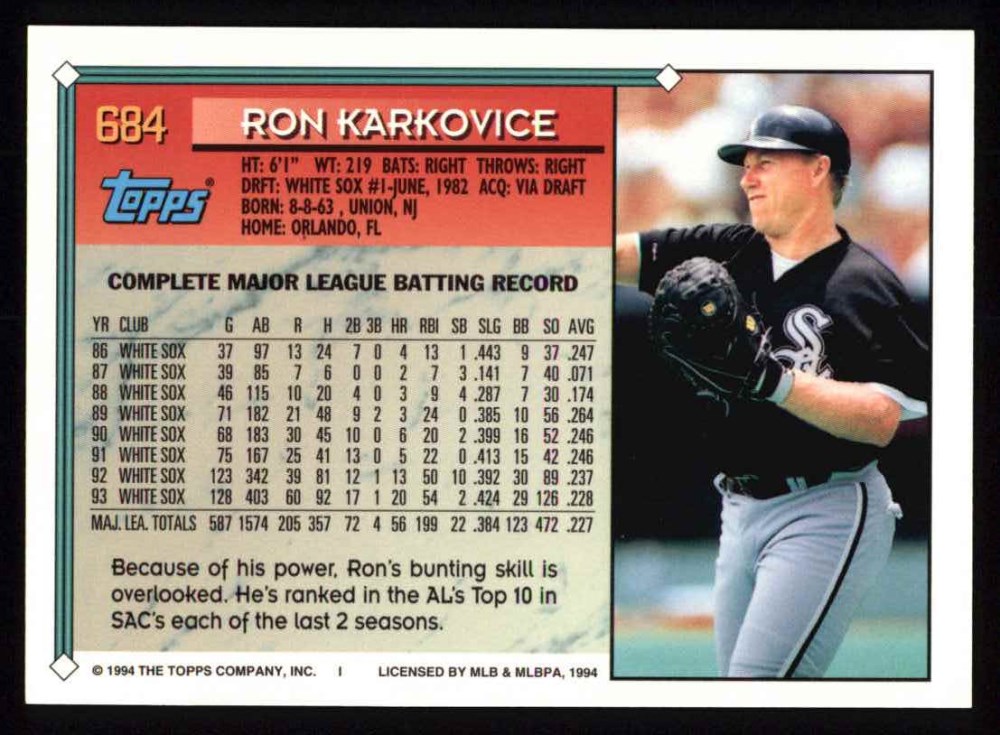 684
RON KARKOVICE
Topps®
HT: 6'1" WT: 219 BATS: RIGHT THROWS: RIGHT
DRFT: WHITE SOX #1-JUNE, 1982 ACQ: VIA DRAFT
BORN: 8-8-63 , UNION, NJ
HOME: ORLANDO, FL
COMPLETE MAJOR LEAGUE BATTING RECORD
YR CLUB G AB R H 2B 3B HR RBI SB SLG BB SO AVG
86 WHITE SOX 37 97 13 24 7 0 4 13 1 .443 9 37 .247
87 WHITE SOX 39 85 7 6 0 0 2 7 3 .141 7 40 .071
88 WHITE SOX 46 115 10 20 4 0 3 9 4 .287 7 30 .174
89 WHITE SOX 71 182 21 48 9 2 3 24 0 .385 10 56 .264
90 WHITE SOX 68 183 30 45 10 0 6 20 2 .399 16 52 .246
91 WHITE SOX 75 167 25 41 13 0 5 22 0 .413 15 42 .246
92 WHITE SOX 123 342 39 81 12 1 13 50 10 .392 30 89 .237
93 WHITE SOX 128 403 60 92 17 1 20 54 2 .424 29 126 .228
MAJ. LEA. TOTALS 587 1574 205 357 72 4 56 199 22 .384 123 472 .227
Because of his power, Ron's bunting skill is
overlooked. He's ranked in the AL's Top 10 in
SAC's each of the last 2 seasons.
© 1994 THE TOPPS COMPANY, INC. I LICENSED BY MLB & MLBPA, 1994
Sox